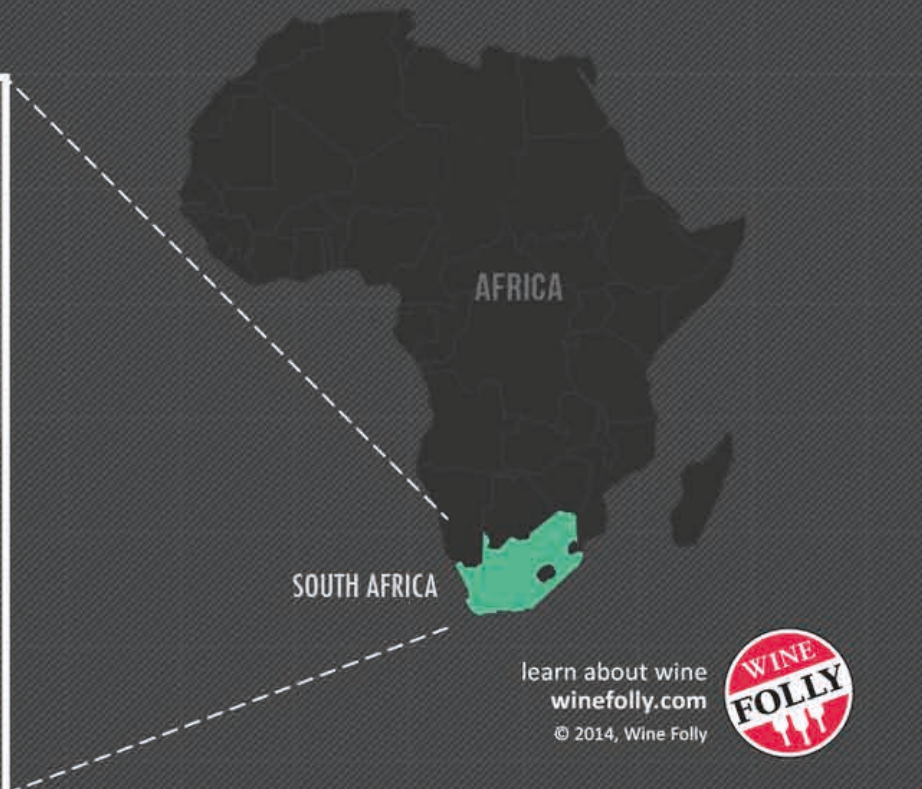 AFRICA
SOUTH AFRICA
learn about wine
winefolly.com
© 2014, Wine Folly
WINE
FOLLY